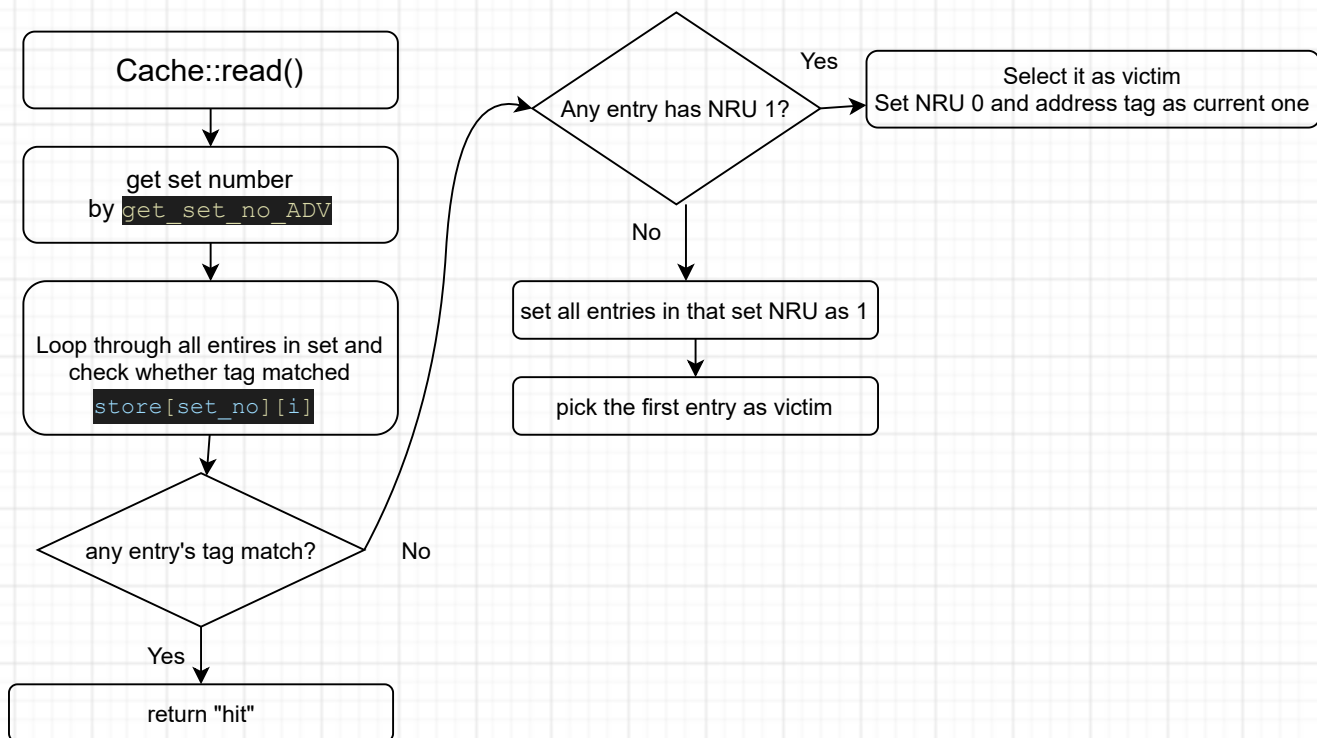 Cache::read()
get set number
by get_set_no_ADV
Loop through all entires in set and
check whether tag matched
store[set_no][i]
any entry's tag match?
No
Yes
return "hit"
Any entry has NRU 1?
Yes
Select it as victim
Set NRU 0 and address tag as current one
No
set all entries in that set NRU as 1
pick the first entry as victim